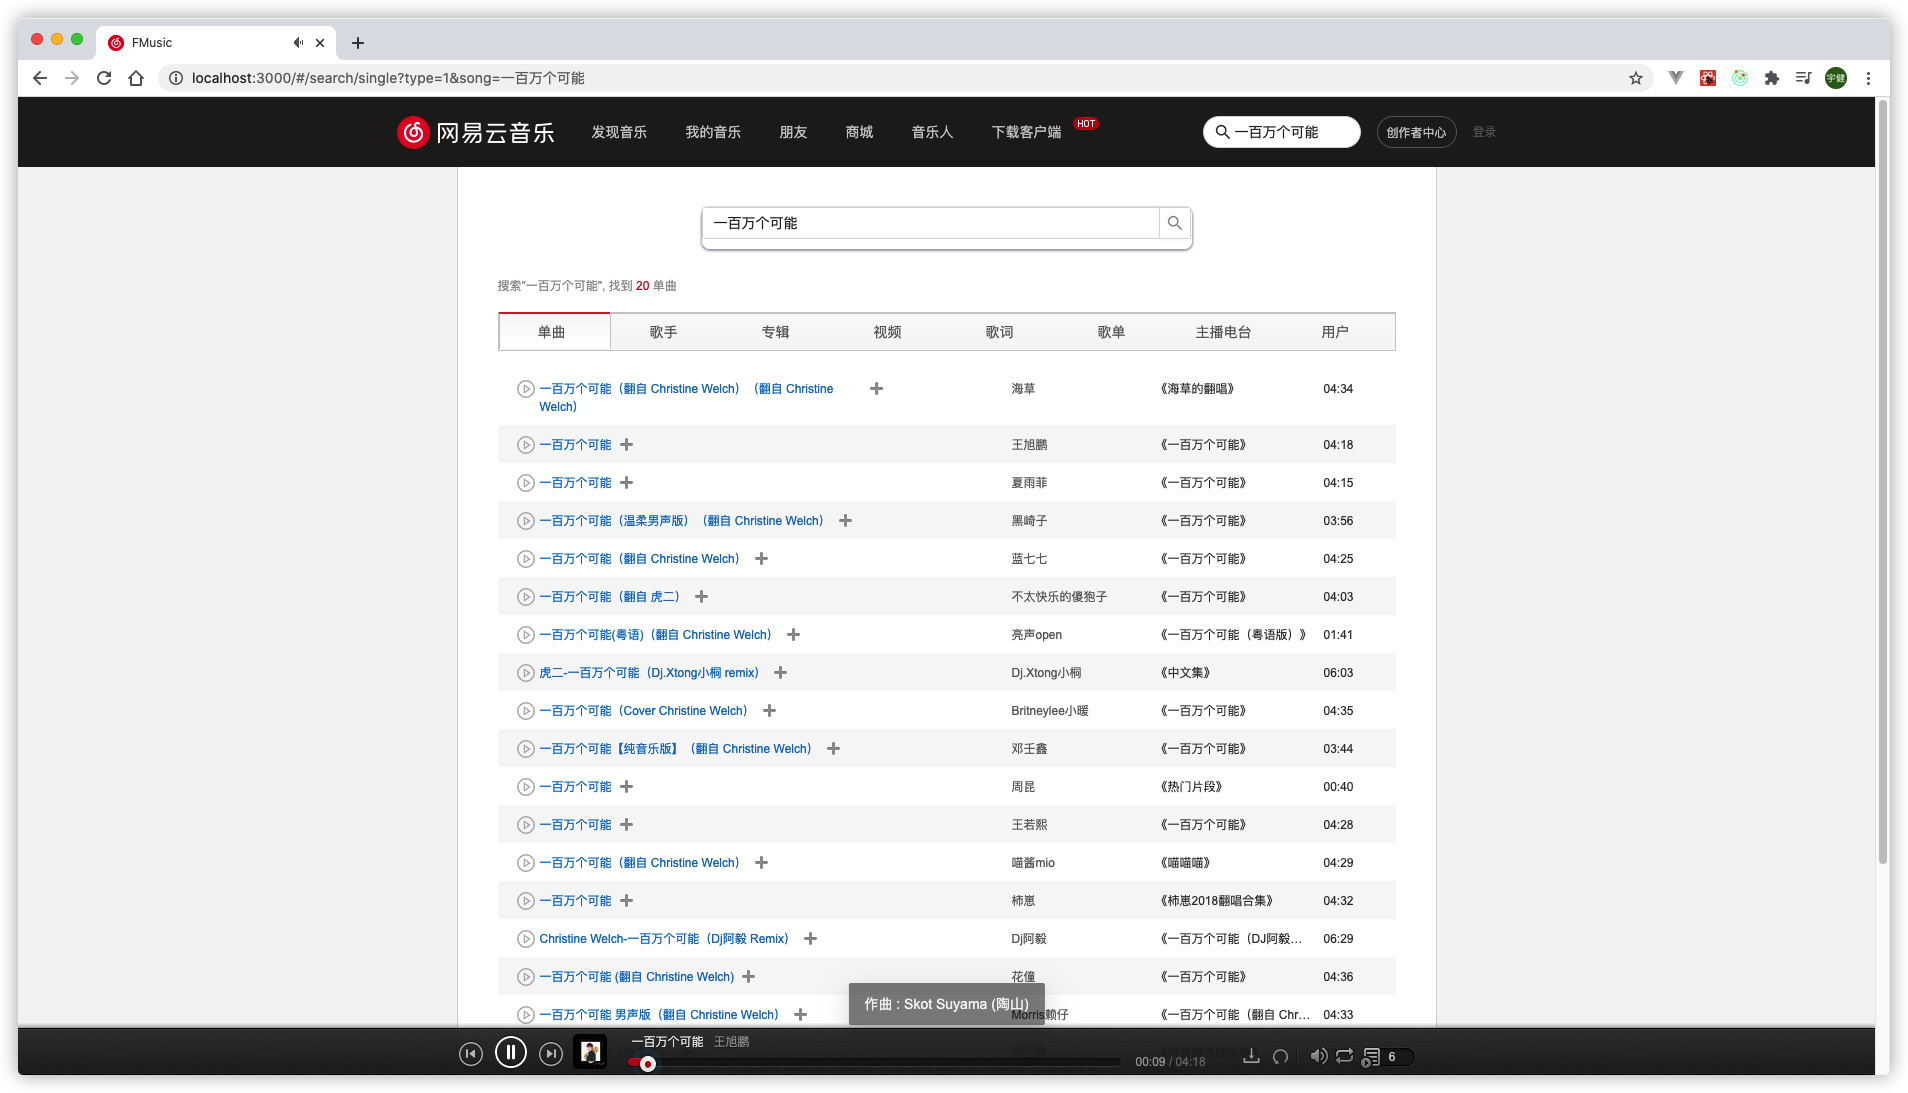 FMusic
localhost:3000/#/search/single?type=1&song=一百万个可能
宇健
网易云音乐 发现音乐 我的音乐 朋友 商城 音乐人 下载客户端 HOT 一百万个可能 创作者中心 登录
一百万个可能
搜索"一百万个可能", 找到 20 单曲
单曲 歌手 专辑 视频 歌词 歌单 主播电台 用户
一百万个可能（翻自 Christine Welch）（翻自 Christine 海草 《海草的翻唱》 04:34
Welch）
一百万个可能 王旭鹏 《一百万个可能》 04:18
一百万个可能 夏雨菲 《一百万个可能》 04:15
一百万个可能（温柔男声版）（翻自 Christine Welch） 黑崎子 《一百万个可能》 03:56
一百万个可能（翻自 Christine Welch） 蓝七七 《一百万个可能》 04:25
一百万个可能（翻自 虎二） 不太快乐的傻狍子 《一百万个可能》 04:03
一百万个可能(粤语)（翻自 Christine Welch） 亮声open 《一百万个可能（粤语版）》 01:41
虎二-一百万个可能（Dj.Xtong小桐 remix） Dj.Xtong小桐 《中文集》 06:03
一百万个可能（Cover Christine Welch） Britneylee小暖 《一百万个可能》 04:35
一百万个可能【纯音乐版】（翻自 Christine Welch） 邓壬鑫 《一百万个可能》 03:44
一百万个可能 周昆 《热门片段》 00:40
一百万个可能 王若熙 《一百万个可能》 04:28
一百万个可能（翻自 Christine Welch） 喵酱mio 《喵喵喵》 04:29
一百万个可能 柿崽 《柿崽2018翻唱合集》 04:32
Christine Welch-一百万个可能（Dj阿毅 Remix） Dj阿毅 《一百万个可能（DJ阿毅... 06:29
一百万个可能 (翻自 Christine Welch) 花僮 《一百万个可能》 04:36
作曲 : Skot Suyama (陶山)
一百万个可能 男声版（翻自 Christine Welch） Morris赖仔 《一百万个可能（翻自 Chr... 04:33
一百万个可能 王旭鹏
00:09 / 04:18 6